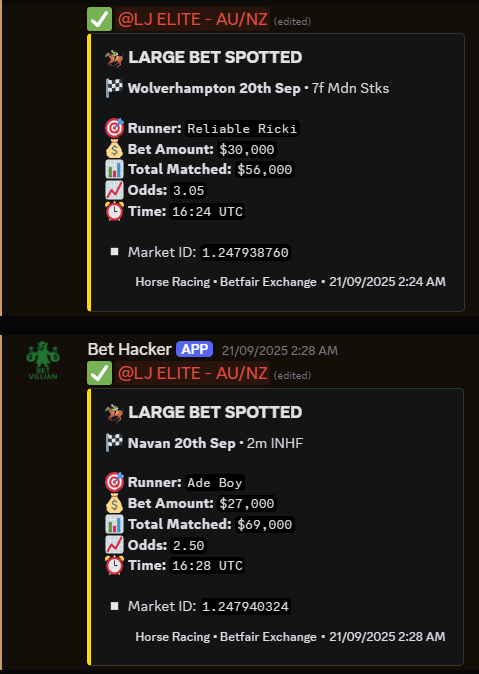 ✅ @LJ ELITE - AU/NZ (edited)
🏇 LARGE BET SPOTTED
🏁 Wolverhampton 20th Sep • 7f Mdn Stks
🎯 Runner: Reliable Ricki
💰 Bet Amount: $30,000
📊 Total Matched: $56,000
📈 Odds: 3.05
⏰ Time: 16:24 UTC
▪ Market ID: 1.247938760
Horse Racing • Betfair Exchange • 21/09/2025 2:24 AM
BET
VILLIAN
Bet Hacker APP 21/09/2025 2:28 AM
✅ @LJ ELITE - AU/NZ (edited)
🏇 LARGE BET SPOTTED
🏁 Navan 20th Sep • 2m INHF
🎯 Runner: Ade Boy
💰 Bet Amount: $27,000
📊 Total Matched: $69,000
📈 Odds: 2.50
⏰ Time: 16:28 UTC
▪ Market ID: 1.247940324
Horse Racing • Betfair Exchange • 21/09/2025 2:28 AM